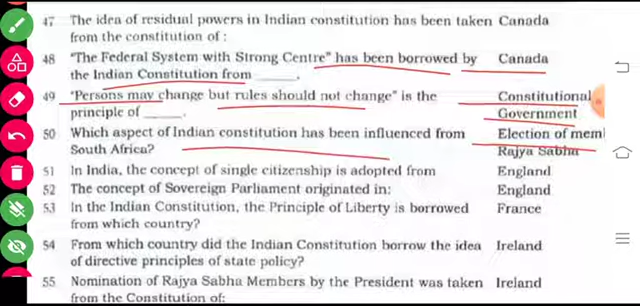 47 The idea of residual powers in Indian constitution has been taken Canada
from the constitution of :
48 "The Federal System with Strong Centre" has been borrowed by Canada
the Indian Constitution from _____.
49 "Persons may change but rules should not change" is the Constitutional
principle of _____. Government
50 Which aspect of Indian constitution has been influenced from Election of mem
South Africa? Rajya Sabha
51 In India, the concept of single citizenship is adopted from England
52 The concept of Sovereign Parliament originated in: England
53 In the Indian Constitution, the Principle of Liberty is borrowed France
from which country?
54 From which country did the Indian Constitution borrow the idea Ireland
of directive principles of state policy?
55 Nomination of Rajya Sabha Members by the President was taken Ireland
from the Constitution of: